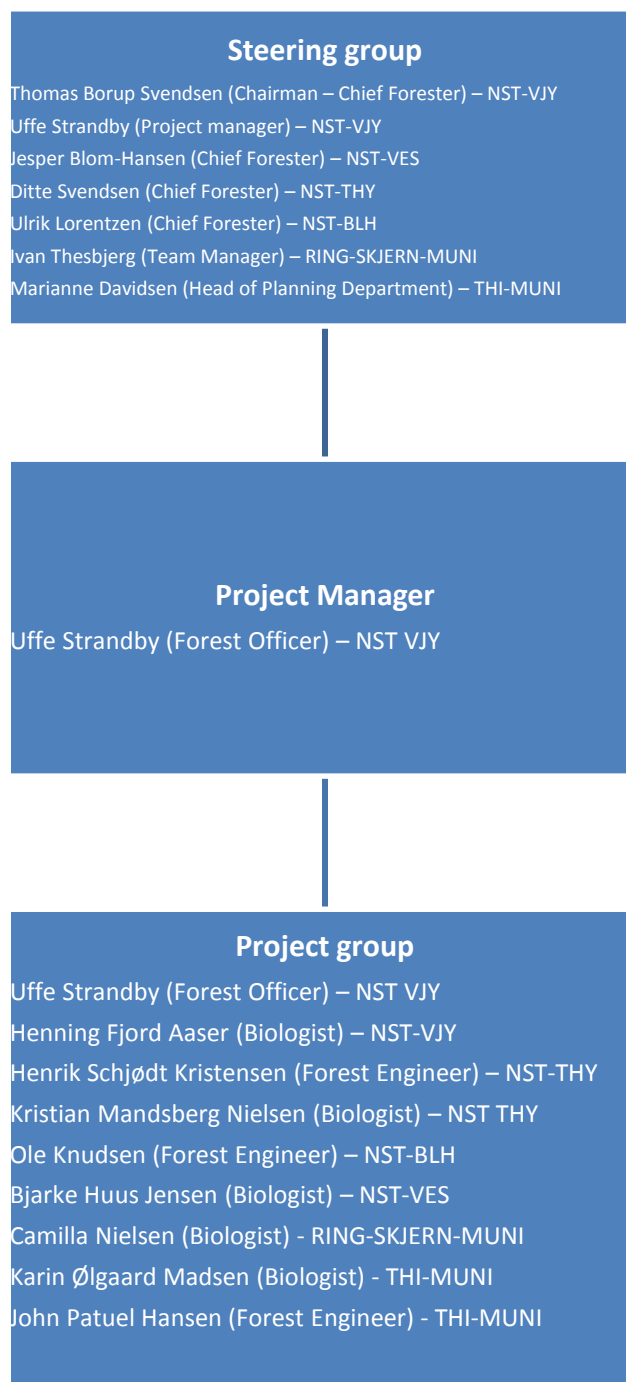 Steering group
Thomas Borup Svendsen (Chairman – Chief Forester) – NST-VJY
Uffe Strandby (Project manager) – NST-VJY
Jesper Blom-Hansen (Chief Forester) – NST-VES
Ditte Svendsen (Chief Forester) – NST-THY
Ulrik Lorentzen (Chief Forester) – NST-BLH
Ivan Thesbjerg (Team Manager) – RING-SKJERN-MUNI
Marianne Davidsen (Head of Planning Department) – THI-MUNI
Project Manager
Uffe Strandby (Forest Officer) – NST VJY
Project group
Uffe Strandby (Forest Officer) – NST VJY
Henning Fjord Aaser (Biologist) – NST-VJY
Henrik Schjødt Kristensen (Forest Engineer) – NST-THY
Kristian Mandsberg Nielsen (Biologist) – NST THY
Ole Knudsen (Forest Engineer) – NST-BLH
Bjarke Huus Jensen (Biologist) – NST-VES
Camilla Nielsen (Biologist) - RING-SKJERN-MUNI
Karin Ølgaard Madsen (Biologist) - THI-MUNI
John Patuel Hansen (Forest Engineer) - THI-MUNI